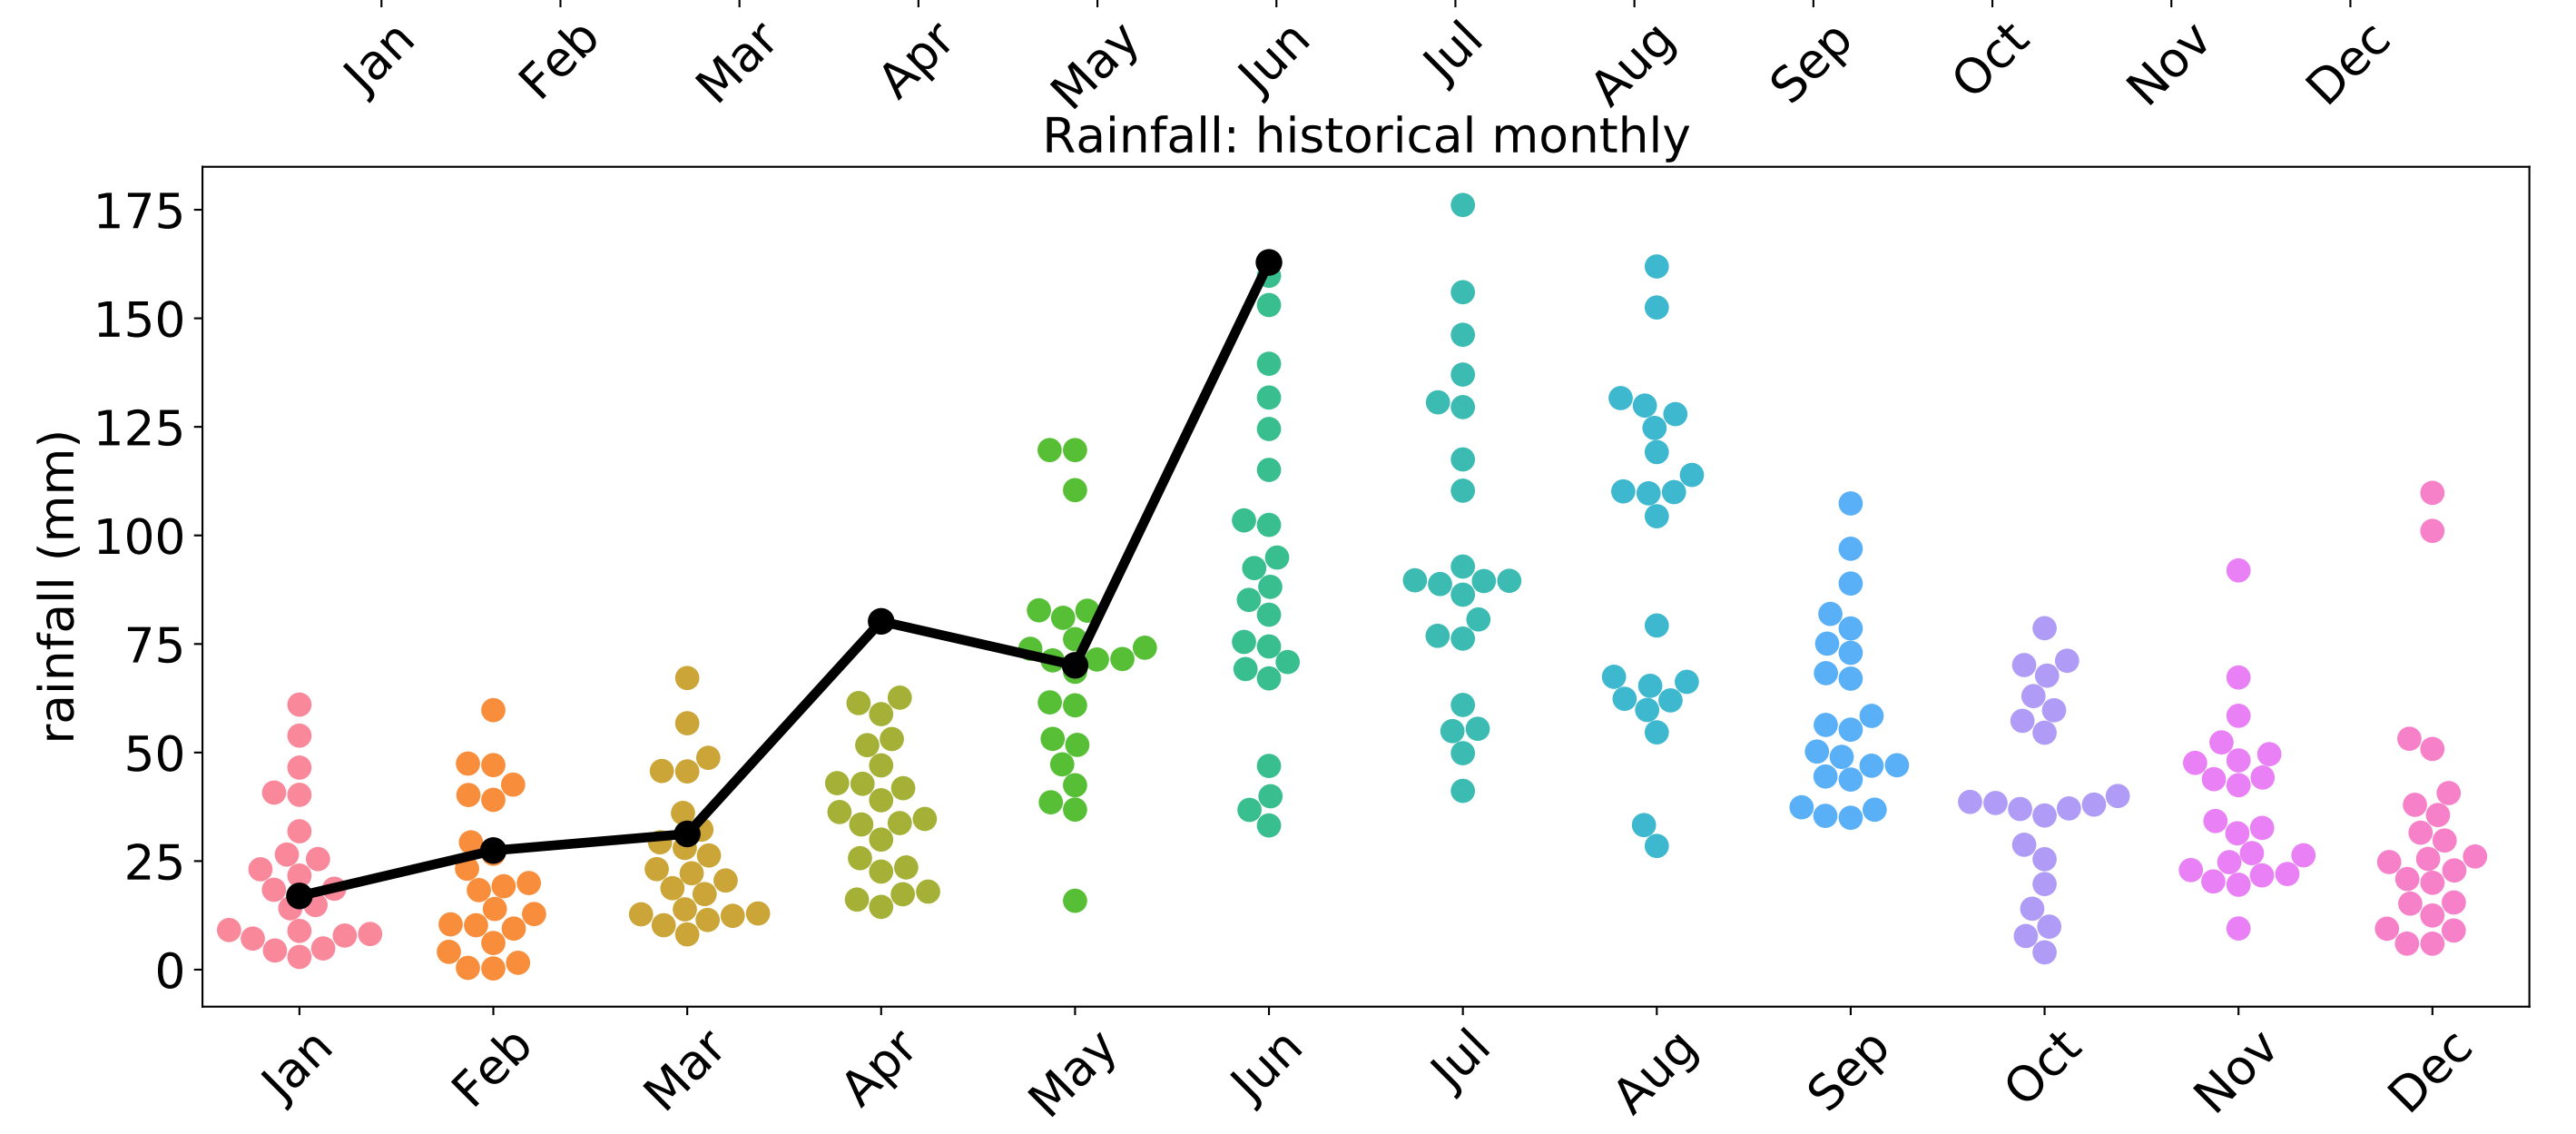 Jan Feb Mar Apr May Jun Jul Aug Sep Oct Nov Dec
Rainfall: historical monthly
175
150
125
100
75
50
25
0
rainfall (mm)
Jan Feb Mar Apr May Jun Jul Aug Sep Oct Nov Dec